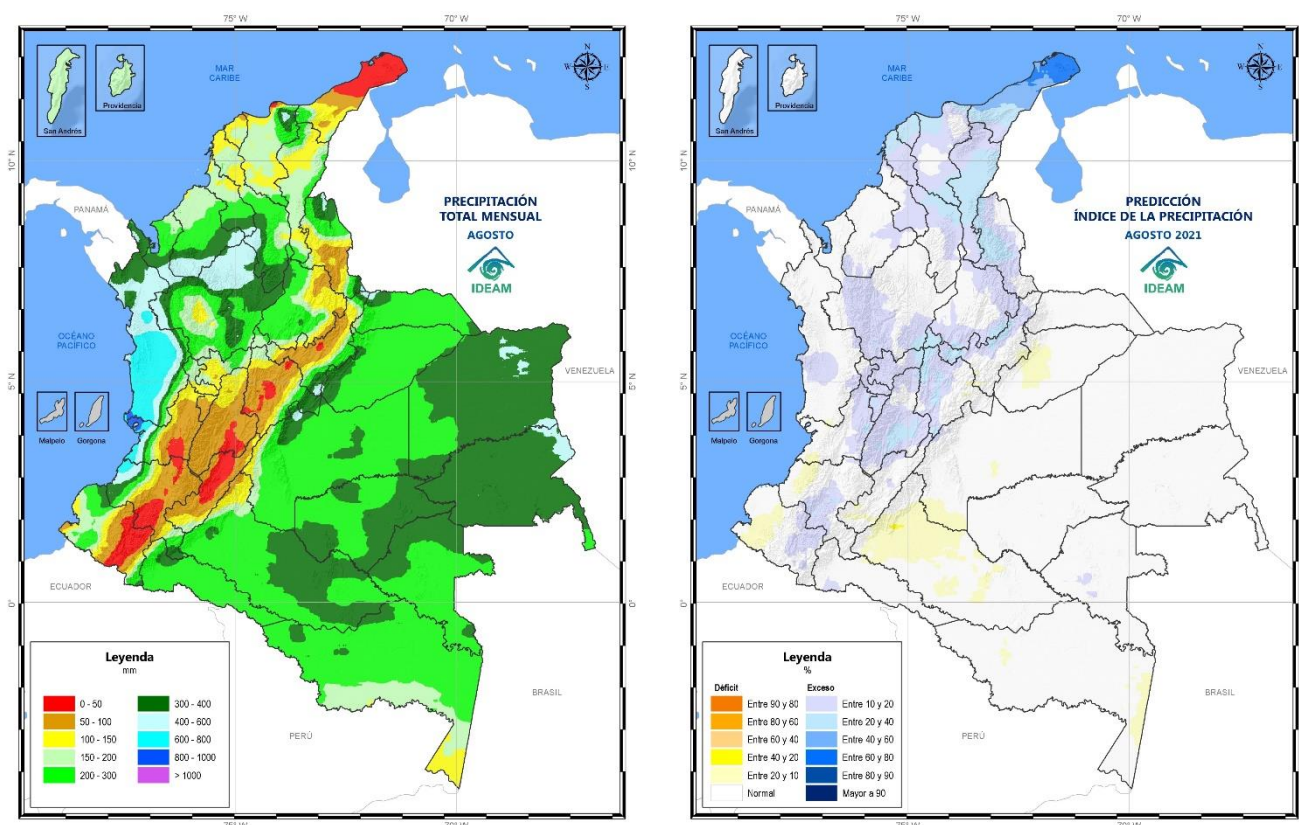 75° W
70° W
N
W
E
S
MAR
CARIBE
San Andrés
Providencia
10° N
PANAMÁ
PRECIPITACIÓN
TOTAL MENSUAL
AGOSTO
IDEAM
OCÉANO
PACÍFICO
5° N
VENEZUELA
Malpelo
Gorgona
ECUADOR
0°
BRASIL
PERÚ
Leyenda
mm
0 - 50
50 - 100
100 - 150
150 - 200
200 - 300
300 - 400
400 - 600
600 - 800
800 - 1000
> 1000
75° W
70° W
75° W
70° W
N
W
E
S
MAR
CARIBE
San Andrés
Providencia
10° N
PANAMÁ
PREDICCIÓN
ÍNDICE DE LA PRECIPITACIÓN
AGOSTO 2021
IDEAM
OCÉANO
PACÍFICO
5° N
VENEZUELA
Malpelo
Gorgona
ECUADOR
0°
BRASIL
PERÚ
Leyenda
%
Déficit
Entre 90 y 80
Entre 80 y 60
Entre 60 y 40
Entre 40 y 20
Entre 20 y 10
Normal
Exceso
Entre 10 y 20
Entre 20 y 40
Entre 40 y 60
Entre 60 y 80
Entre 80 y 90
Mayor a 90
75° W
70° W